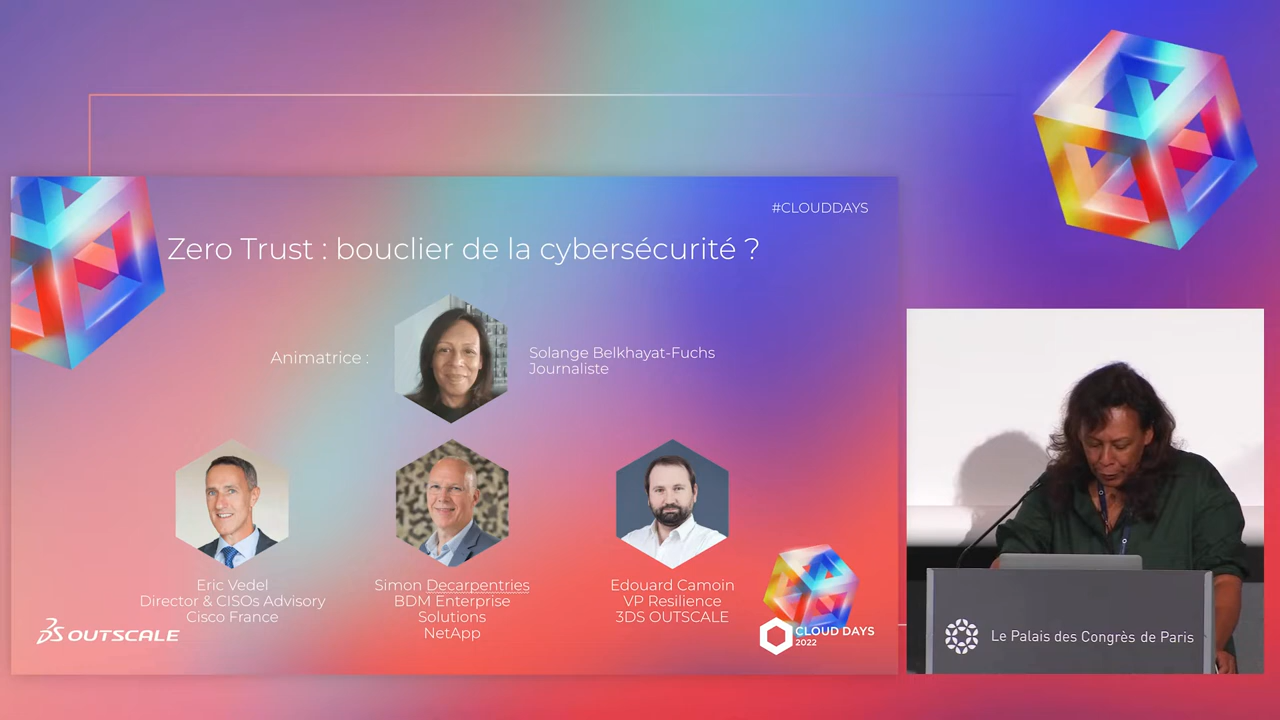 #CLOUDDAYS
Zero Trust : bouclier de la cybersécurité ?
Animatrice :
Solange Belkhayat-Fuchs
Journaliste
Eric Vedel
Director & CISOs Advisory
Cisco France
Simon Decarpentries
BDM Enterprise
Solutions
NetApp
Edouard Camoin
VP Resilience
3DS OUTSCALE
3DS OUTSCALE
CLOUD DAYS
2022
Le Palais des Congrès de Paris